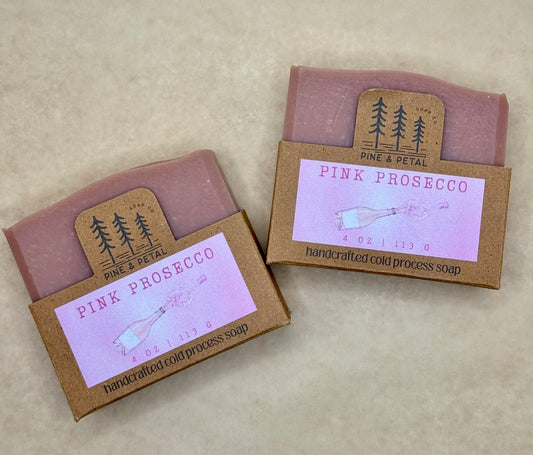 SOAP CO
PINE & PETAL
PINK PROSECCO
4 OZ | 113 G
handcrafted cold process soap
SOAP CO
PINE & PETAL
PINK PROSECCO
4 OZ | 113 G
handcrafted cold process soap